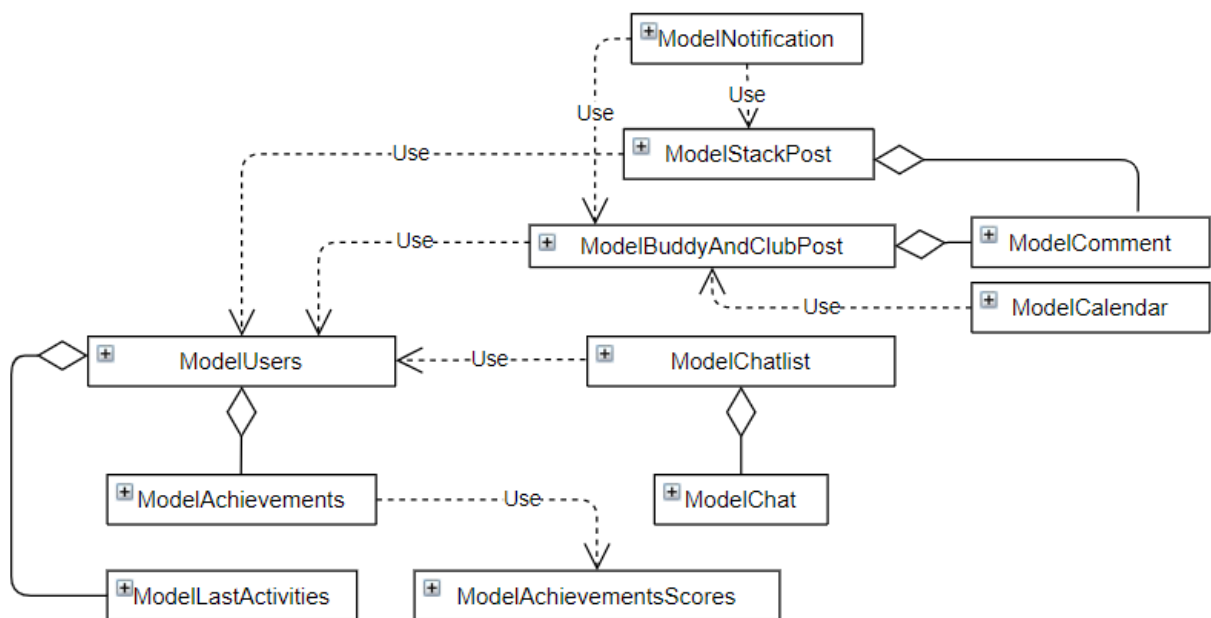 ModelNotification
Use
Use
Use
ModelStackPost
Use
ModelBuddyAndClubPost
ModelComment
Use
ModelCalendar
ModelUsers
Use
ModelChatlist
ModelAchievements
Use
ModelChat
ModelLastActivities
ModelAchievementsScores